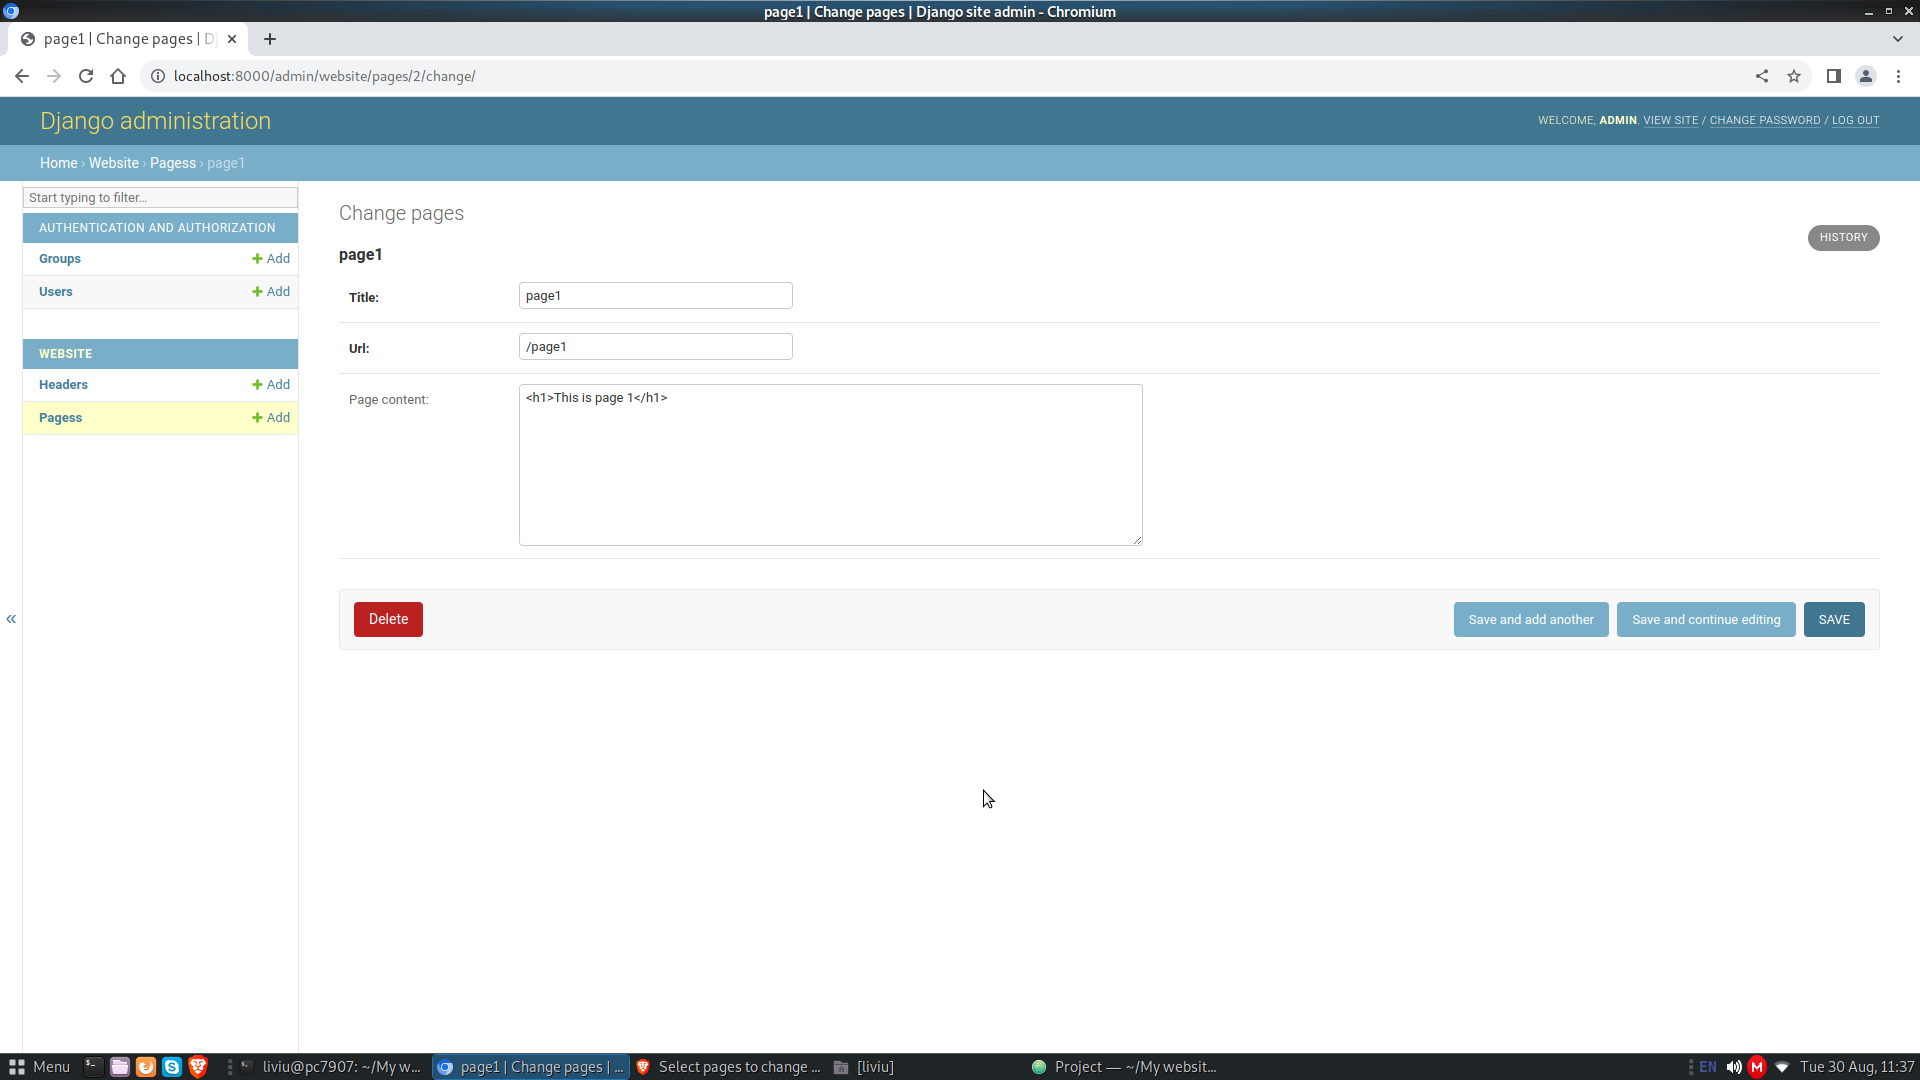 page1 | Change pages | Django site admin - Chromium
page1 | Change pages | D
localhost:8000/admin/website/pages/2/change/
Django administration
WELCOME, ADMIN. VIEW SITE / CHANGE PASSWORD / LOG OUT
Home › Website › Pagess › page1
Start typing to filter...
AUTHENTICATION AND AUTHORIZATION
Groups + Add
Users + Add
WEBSITE
Headers + Add
Pagess + Add
«
Change pages
HISTORY
page1
Title: page1
Url: /page1
Page content: <h1>This is page 1</h1>
Delete Save and add another Save and continue editing SAVE
Menu liviu@pc7907: ~/My w... page1 | Change pages | ... Select pages to change ... [liviu] Project — ~/My websit... EN M Tue 30 Aug, 11:37